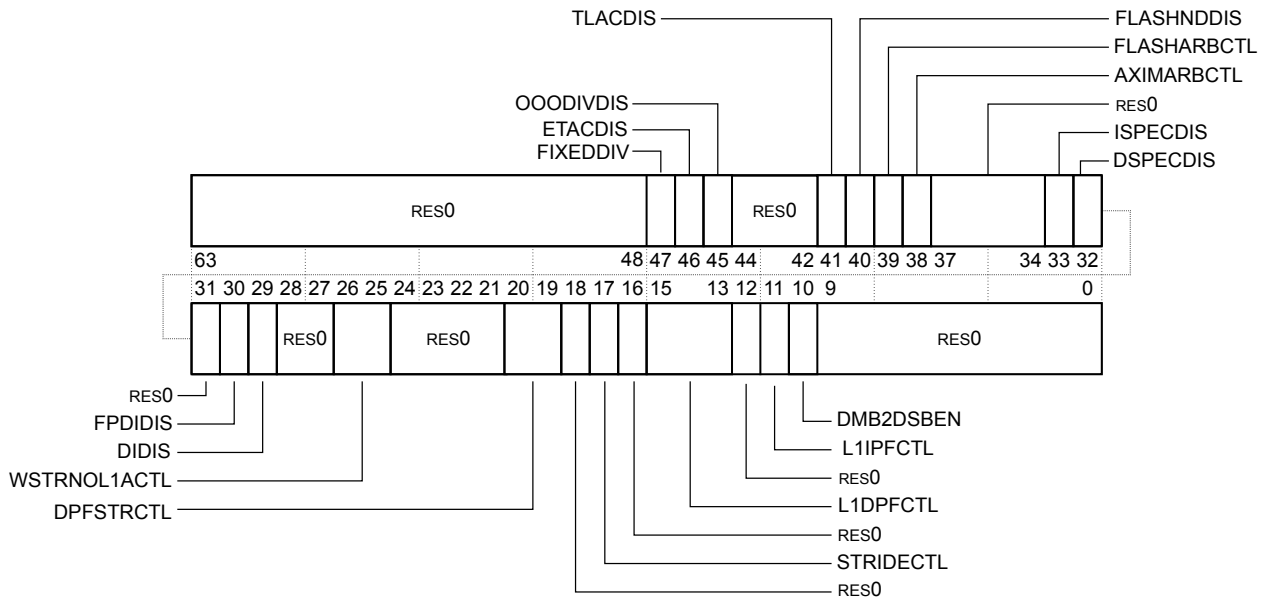 TLACDIS FLASHNDDIS
FLASHARBCTL
AXIMARBCTL
OOODIVDIS RES0
ETACDIS ISPECDIS
FIXEDDIV DSPECDIS
RES0 RES0
63 48 47 46 45 44 42 41 40 39 38 37 34 33 32
31 30 29 28 27 26 25 24 23 22 21 20 19 18 17 16 15 13 12 11 10 9 0
RES0 RES0 RES0
RES0
FPDIDIS DMB2DSBEN
DIDIS L1IPFCTL
WSTRNOL1ACTL RES0
DPFSTRCTL L1DPFCTL
RES0
STRIDECTL
RES0